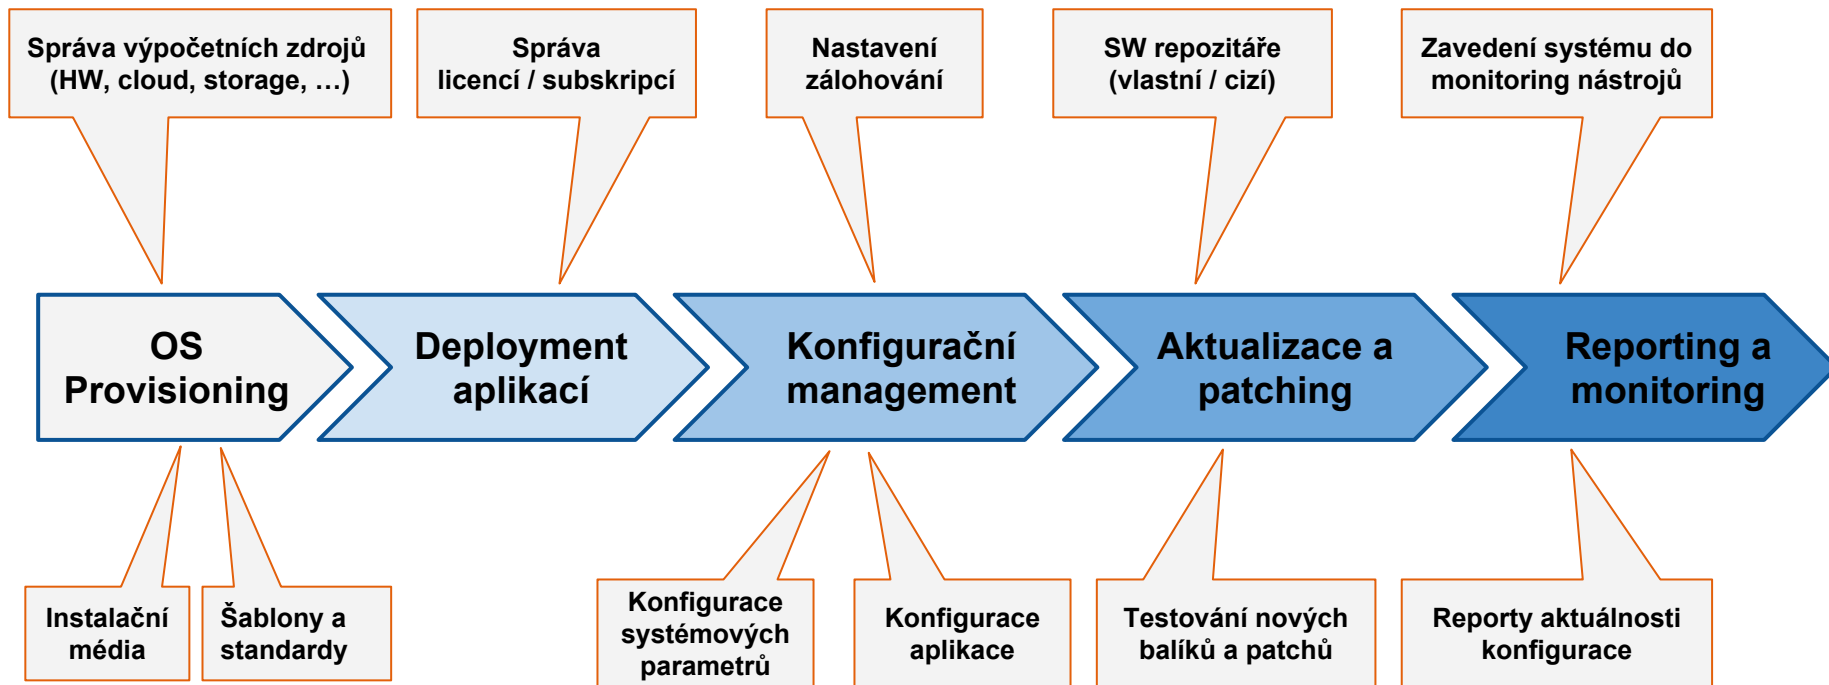 Správa výpočetních zdrojů
(HW, cloud, storage, …)
Správa
licencí / subskripcí
Nastavení
zálohování
SW repozitáře
(vlastní / cizí)
Zavedení systému do
monitoring nástrojů
OS
Provisioning
Deployment
aplikací
Konfigurační
management
Aktualizace a
patching
Reporting a
monitoring
Instalační
média
Šablony a
standardy
Konfigurace
systémových
parametrů
Konfigurace
aplikace
Testování nových
balíků a patchů
Reporty aktuálnosti
konfigurace